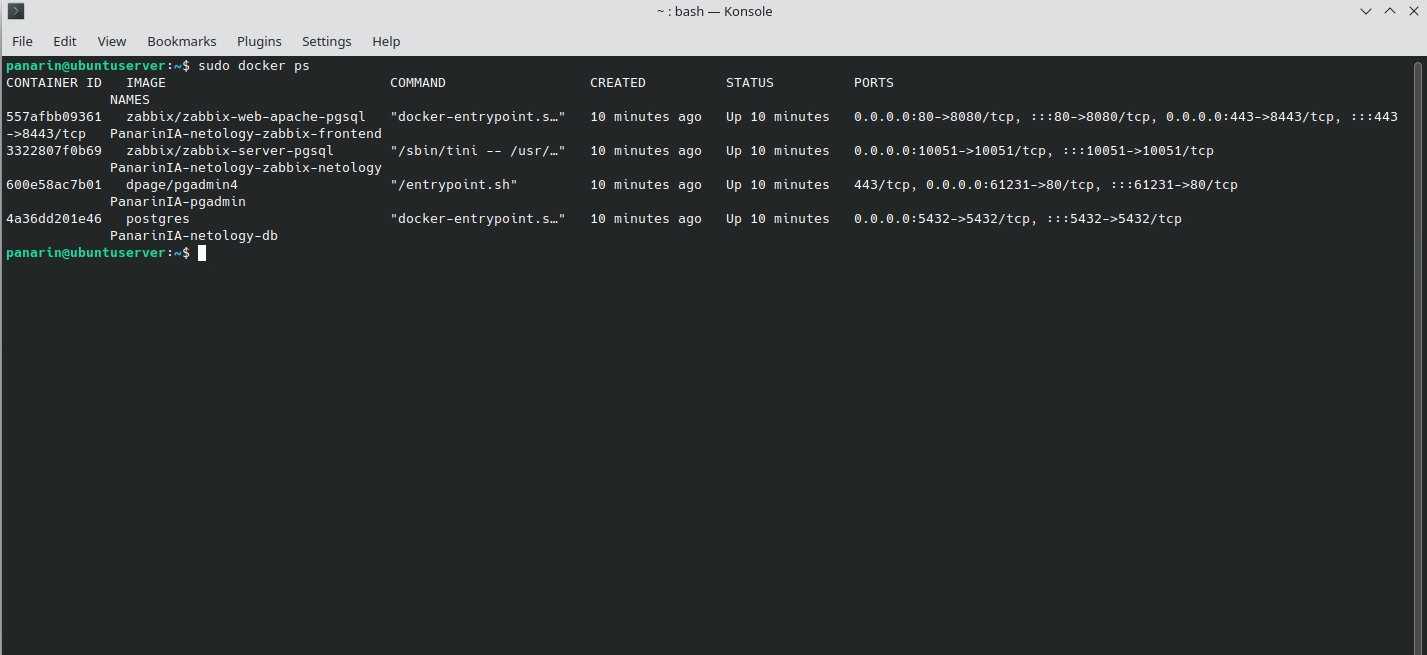 ~ : bash — Konsole
File Edit View Bookmarks Plugins Settings Help
panarin@ubuntuserver:~$ sudo docker ps
CONTAINER ID   IMAGE                            COMMAND                  CREATED          STATUS          PORTS
             NAMES
557afbb09361   zabbix/zabbix-web-apache-pgsql   "docker-entrypoint.s…"   10 minutes ago   Up 10 minutes   0.0.0.0:80->8080/tcp, :::80->8080/tcp, 0.0.0.0:443->8443/tcp, :::443
->8443/tcp   PanarinIA-netology-zabbix-frontend
3322807f0b69   zabbix/zabbix-server-pgsql       "/sbin/tini -- /usr/…"   10 minutes ago   Up 10 minutes   0.0.0.0:10051->10051/tcp, :::10051->10051/tcp
             PanarinIA-netology-zabbix-netology
600e58ac7b01   dpage/pgadmin4                   "/entrypoint.sh"         10 minutes ago   Up 10 minutes   443/tcp, 0.0.0.0:61231->80/tcp, :::61231->80/tcp
             PanarinIA-pgadmin
4a36dd201e46   postgres                         "docker-entrypoint.s…"   10 minutes ago   Up 10 minutes   0.0.0.0:5432->5432/tcp, :::5432->5432/tcp
             PanarinIA-netology-db
panarin@ubuntuserver:~$